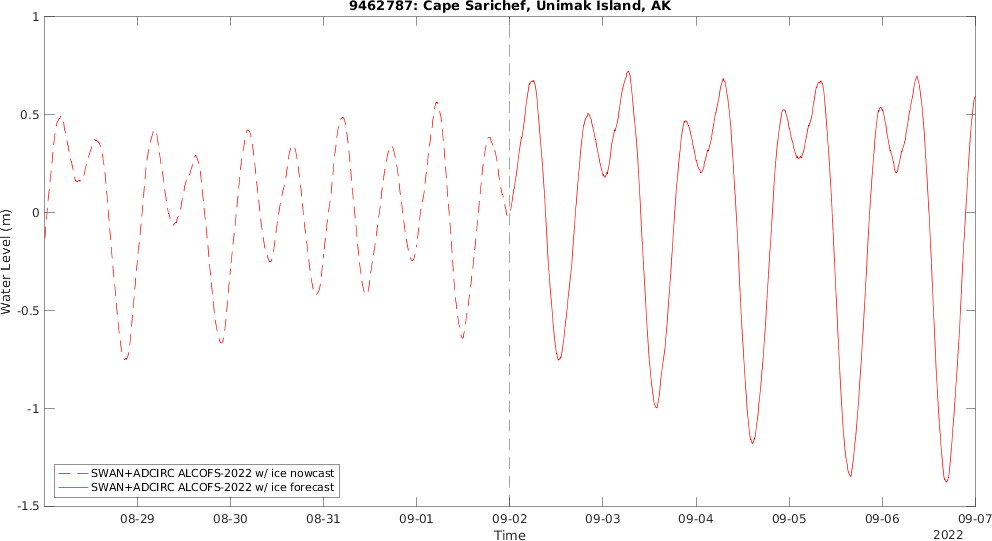 9462787: Cape Sarichef, Unimak Island, AK
1
0.5
0
-0.5
-1
-1.5
Water Level (m)
SWAN+ADCIRC ALCOFS-2022 w/ ice nowcast
SWAN+ADCIRC ALCOFS-2022 w/ ice forecast
08-29 08-30 08-31 09-01 09-02 09-03 09-04 09-05 09-06 09-07
Time
2022